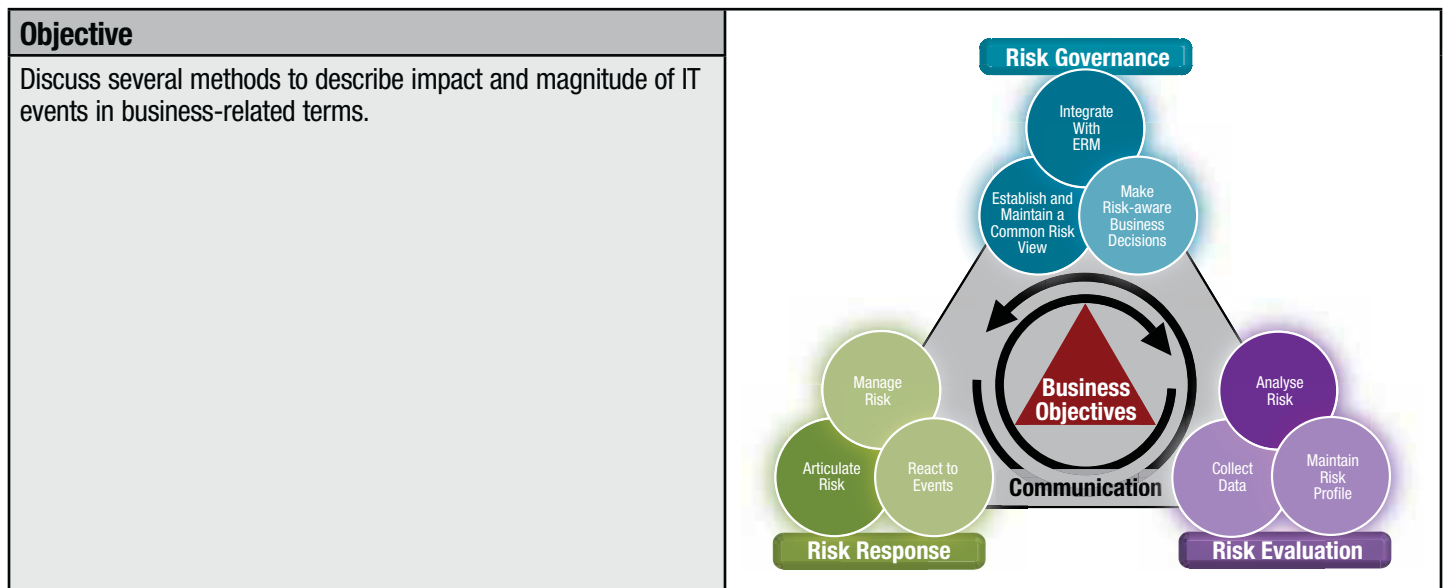 Objective
Discuss several methods to describe impact and magnitude of IT
events in business-related terms.
Risk Governance
Integrate
With
ERM
Establish and
Maintain a
Common Risk
View
Make
Risk-aware
Business
Decisions
Business
Objectives
Manage
Risk
Articulate
Risk
React to
Events
Communication
Analyse
Risk
Collect
Data
Maintain
Risk
Profile
Risk Response
Risk Evaluation